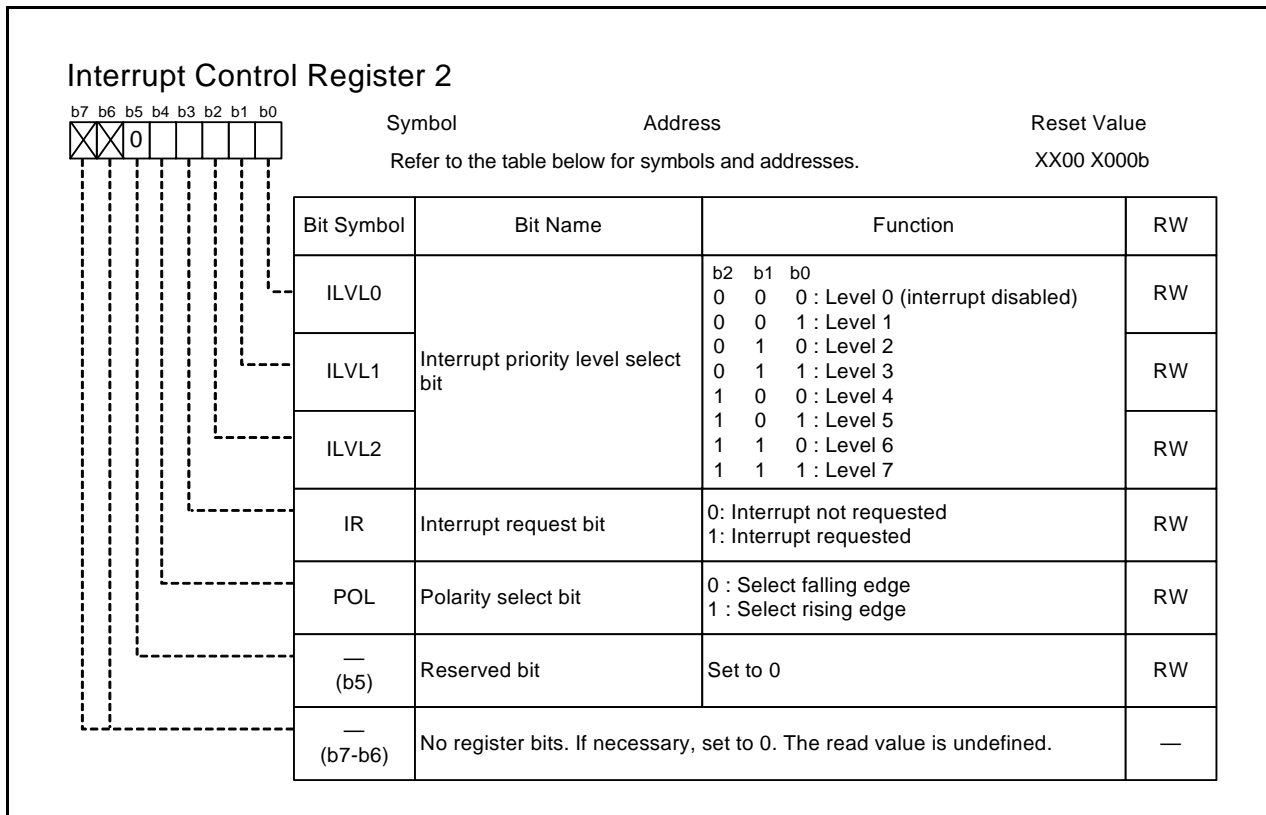 Interrupt Control Register 2
b7 b6 b5 b4 b3 b2 b1 b0
0
Symbol Address Reset Value
Refer to the table below for symbols and addresses. XX00 X000b
Bit Symbol Bit Name Function RW
ILVL0 RW
ILVL1 RW
ILVL2 RW
Interrupt priority level select
bit
b2 b1 b0
0 0 0 : Level 0 (interrupt disabled)
0 0 1 : Level 1
0 1 0 : Level 2
0 1 1 : Level 3
1 0 0 : Level 4
1 0 1 : Level 5
1 1 0 : Level 6
1 1 1 : Level 7
IR Interrupt request bit 0: Interrupt not requested RW
1: Interrupt requested
POL Polarity select bit 0 : Select falling edge RW
1 : Select rising edge
—
(b5) Reserved bit Set to 0 RW
—
(b7-b6) No register bits. If necessary, set to 0. The read value is undefined. —